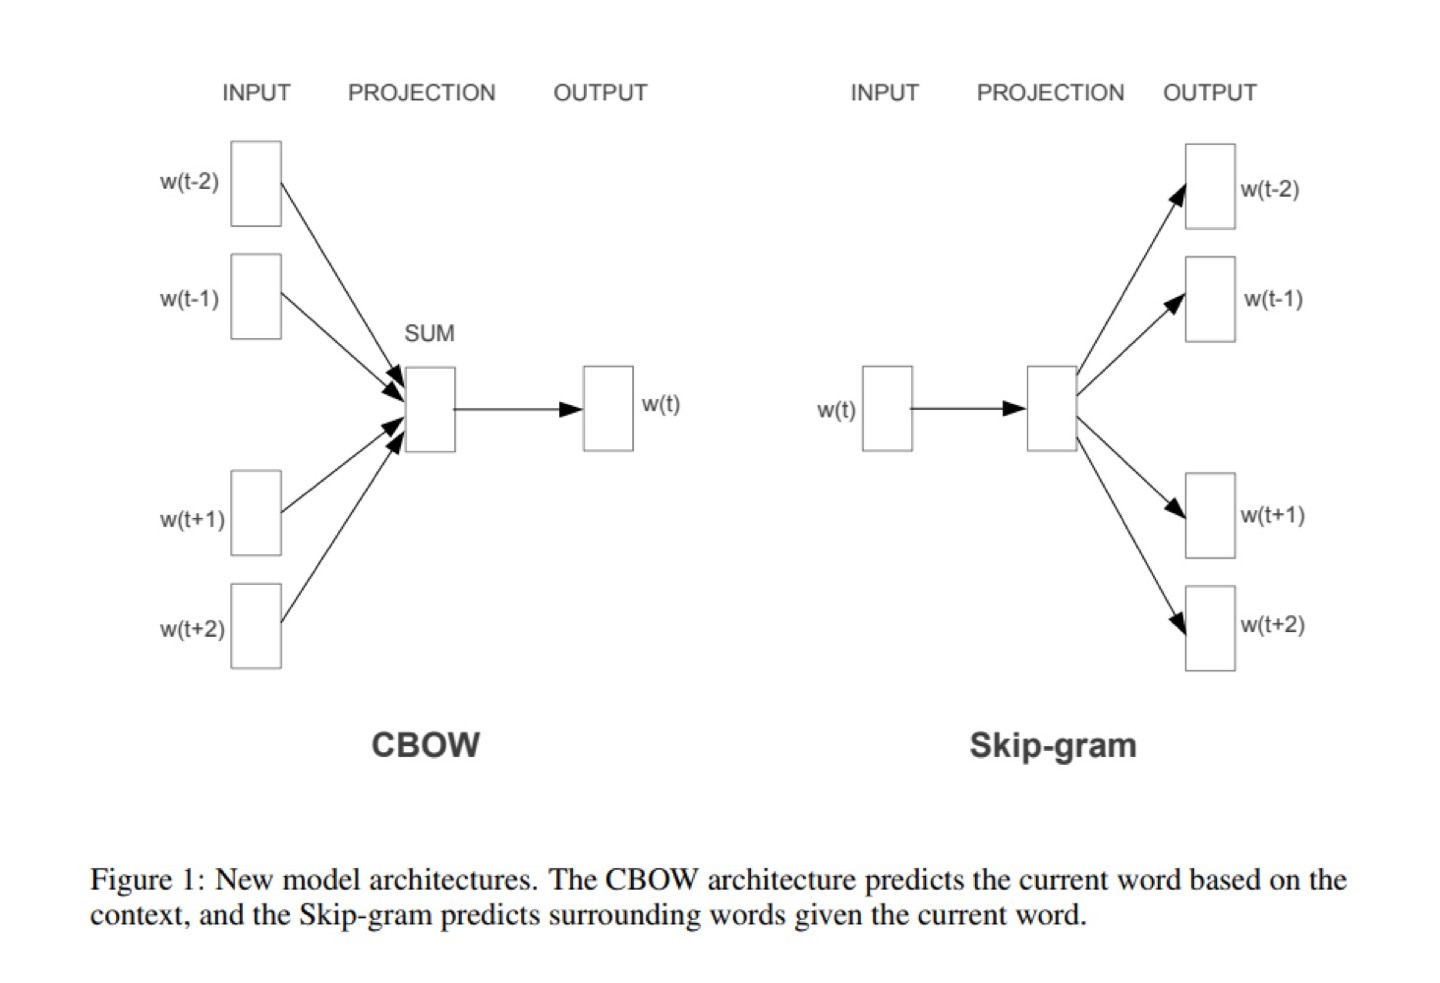 INPUT PROJECTION OUTPUT
w(t-2)
w(t-1)
SUM
w(t)
w(t+1)
w(t+2)
CBOW
INPUT PROJECTION OUTPUT
w(t-2)
w(t-1)
w(t)
w(t+1)
w(t+2)
Skip-gram
Figure 1: New model architectures. The CBOW architecture predicts the current word based on the
context, and the Skip-gram predicts surrounding words given the current word.